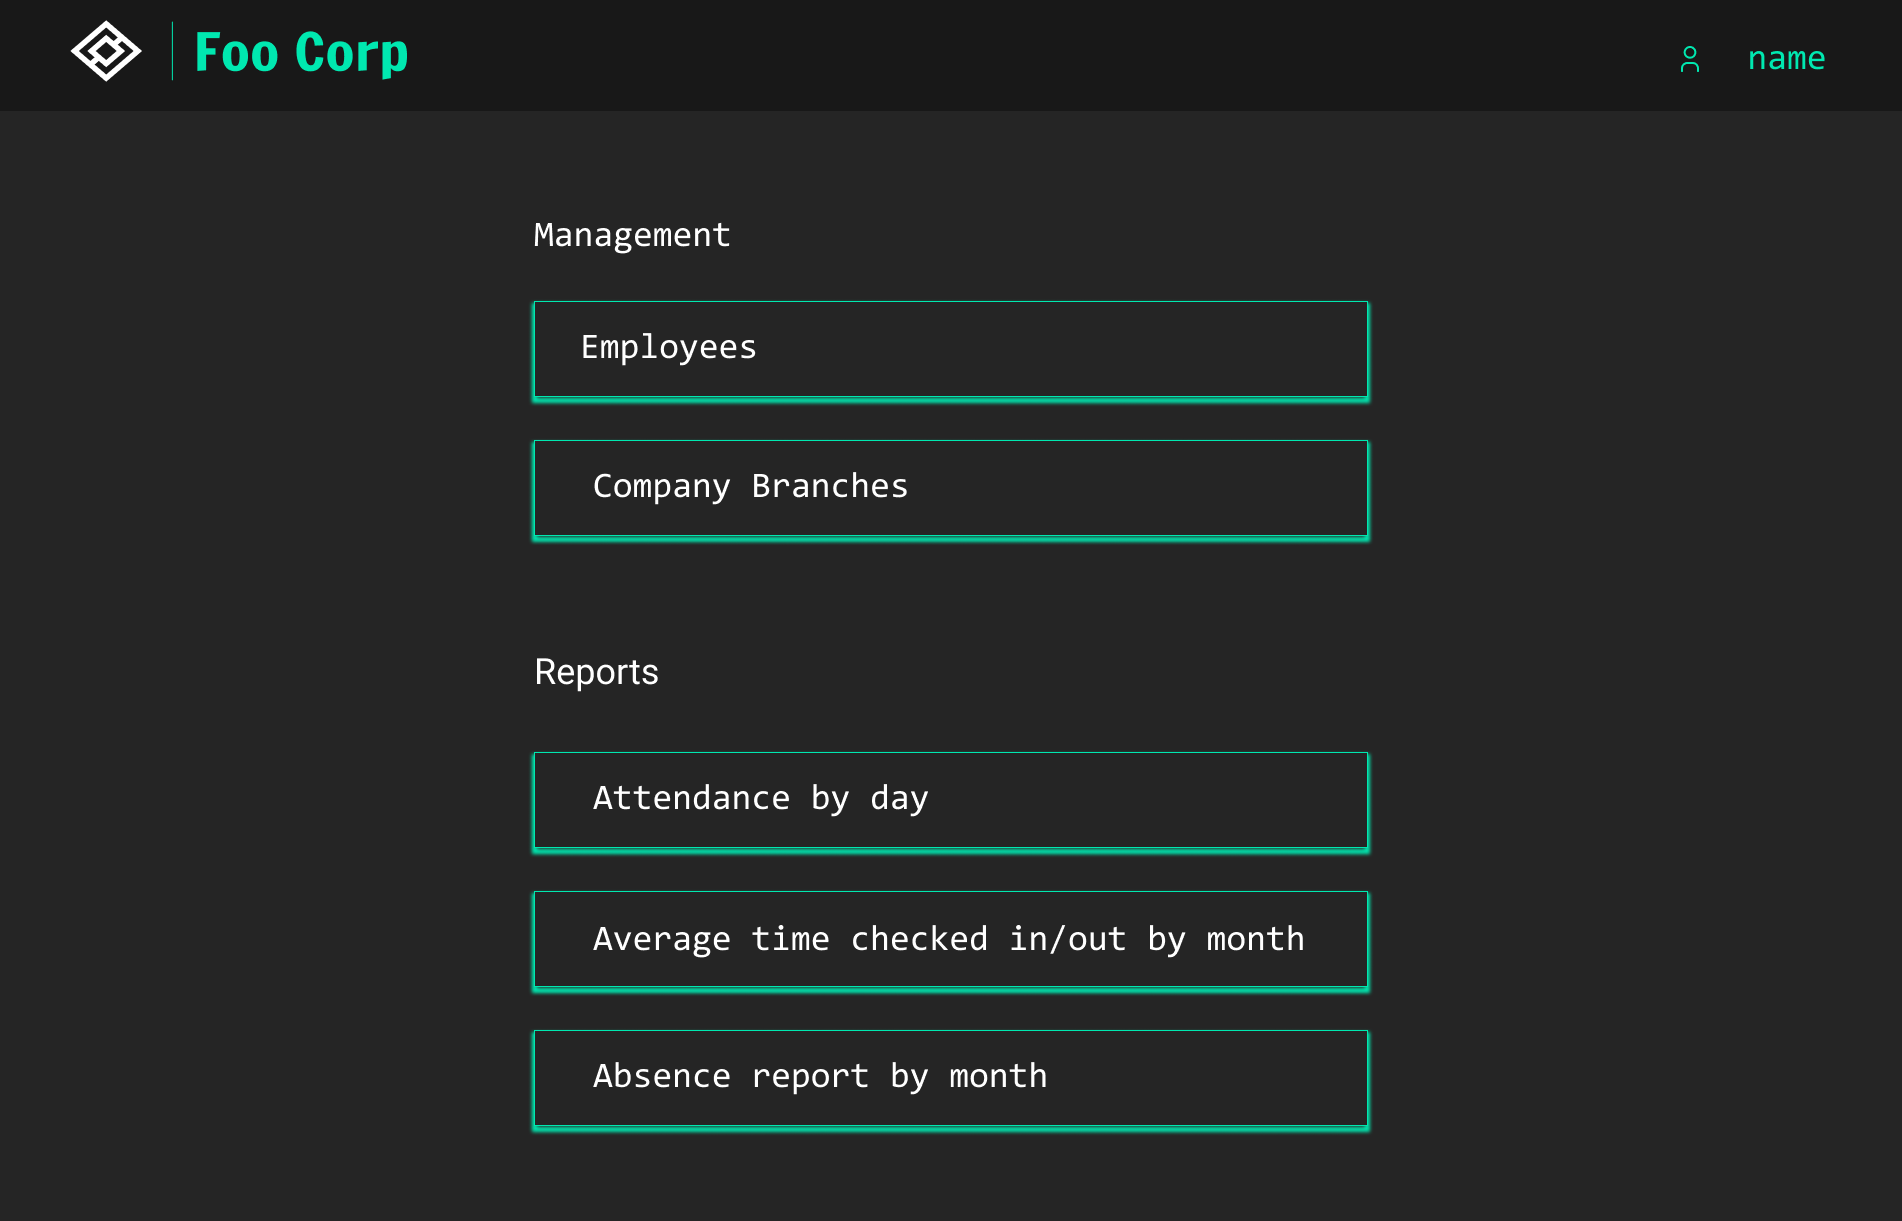 Foo Corp
name
Management
Employees
Company Branches
Reports
Attendance by day
Average time checked in/out by month
Absence report by month